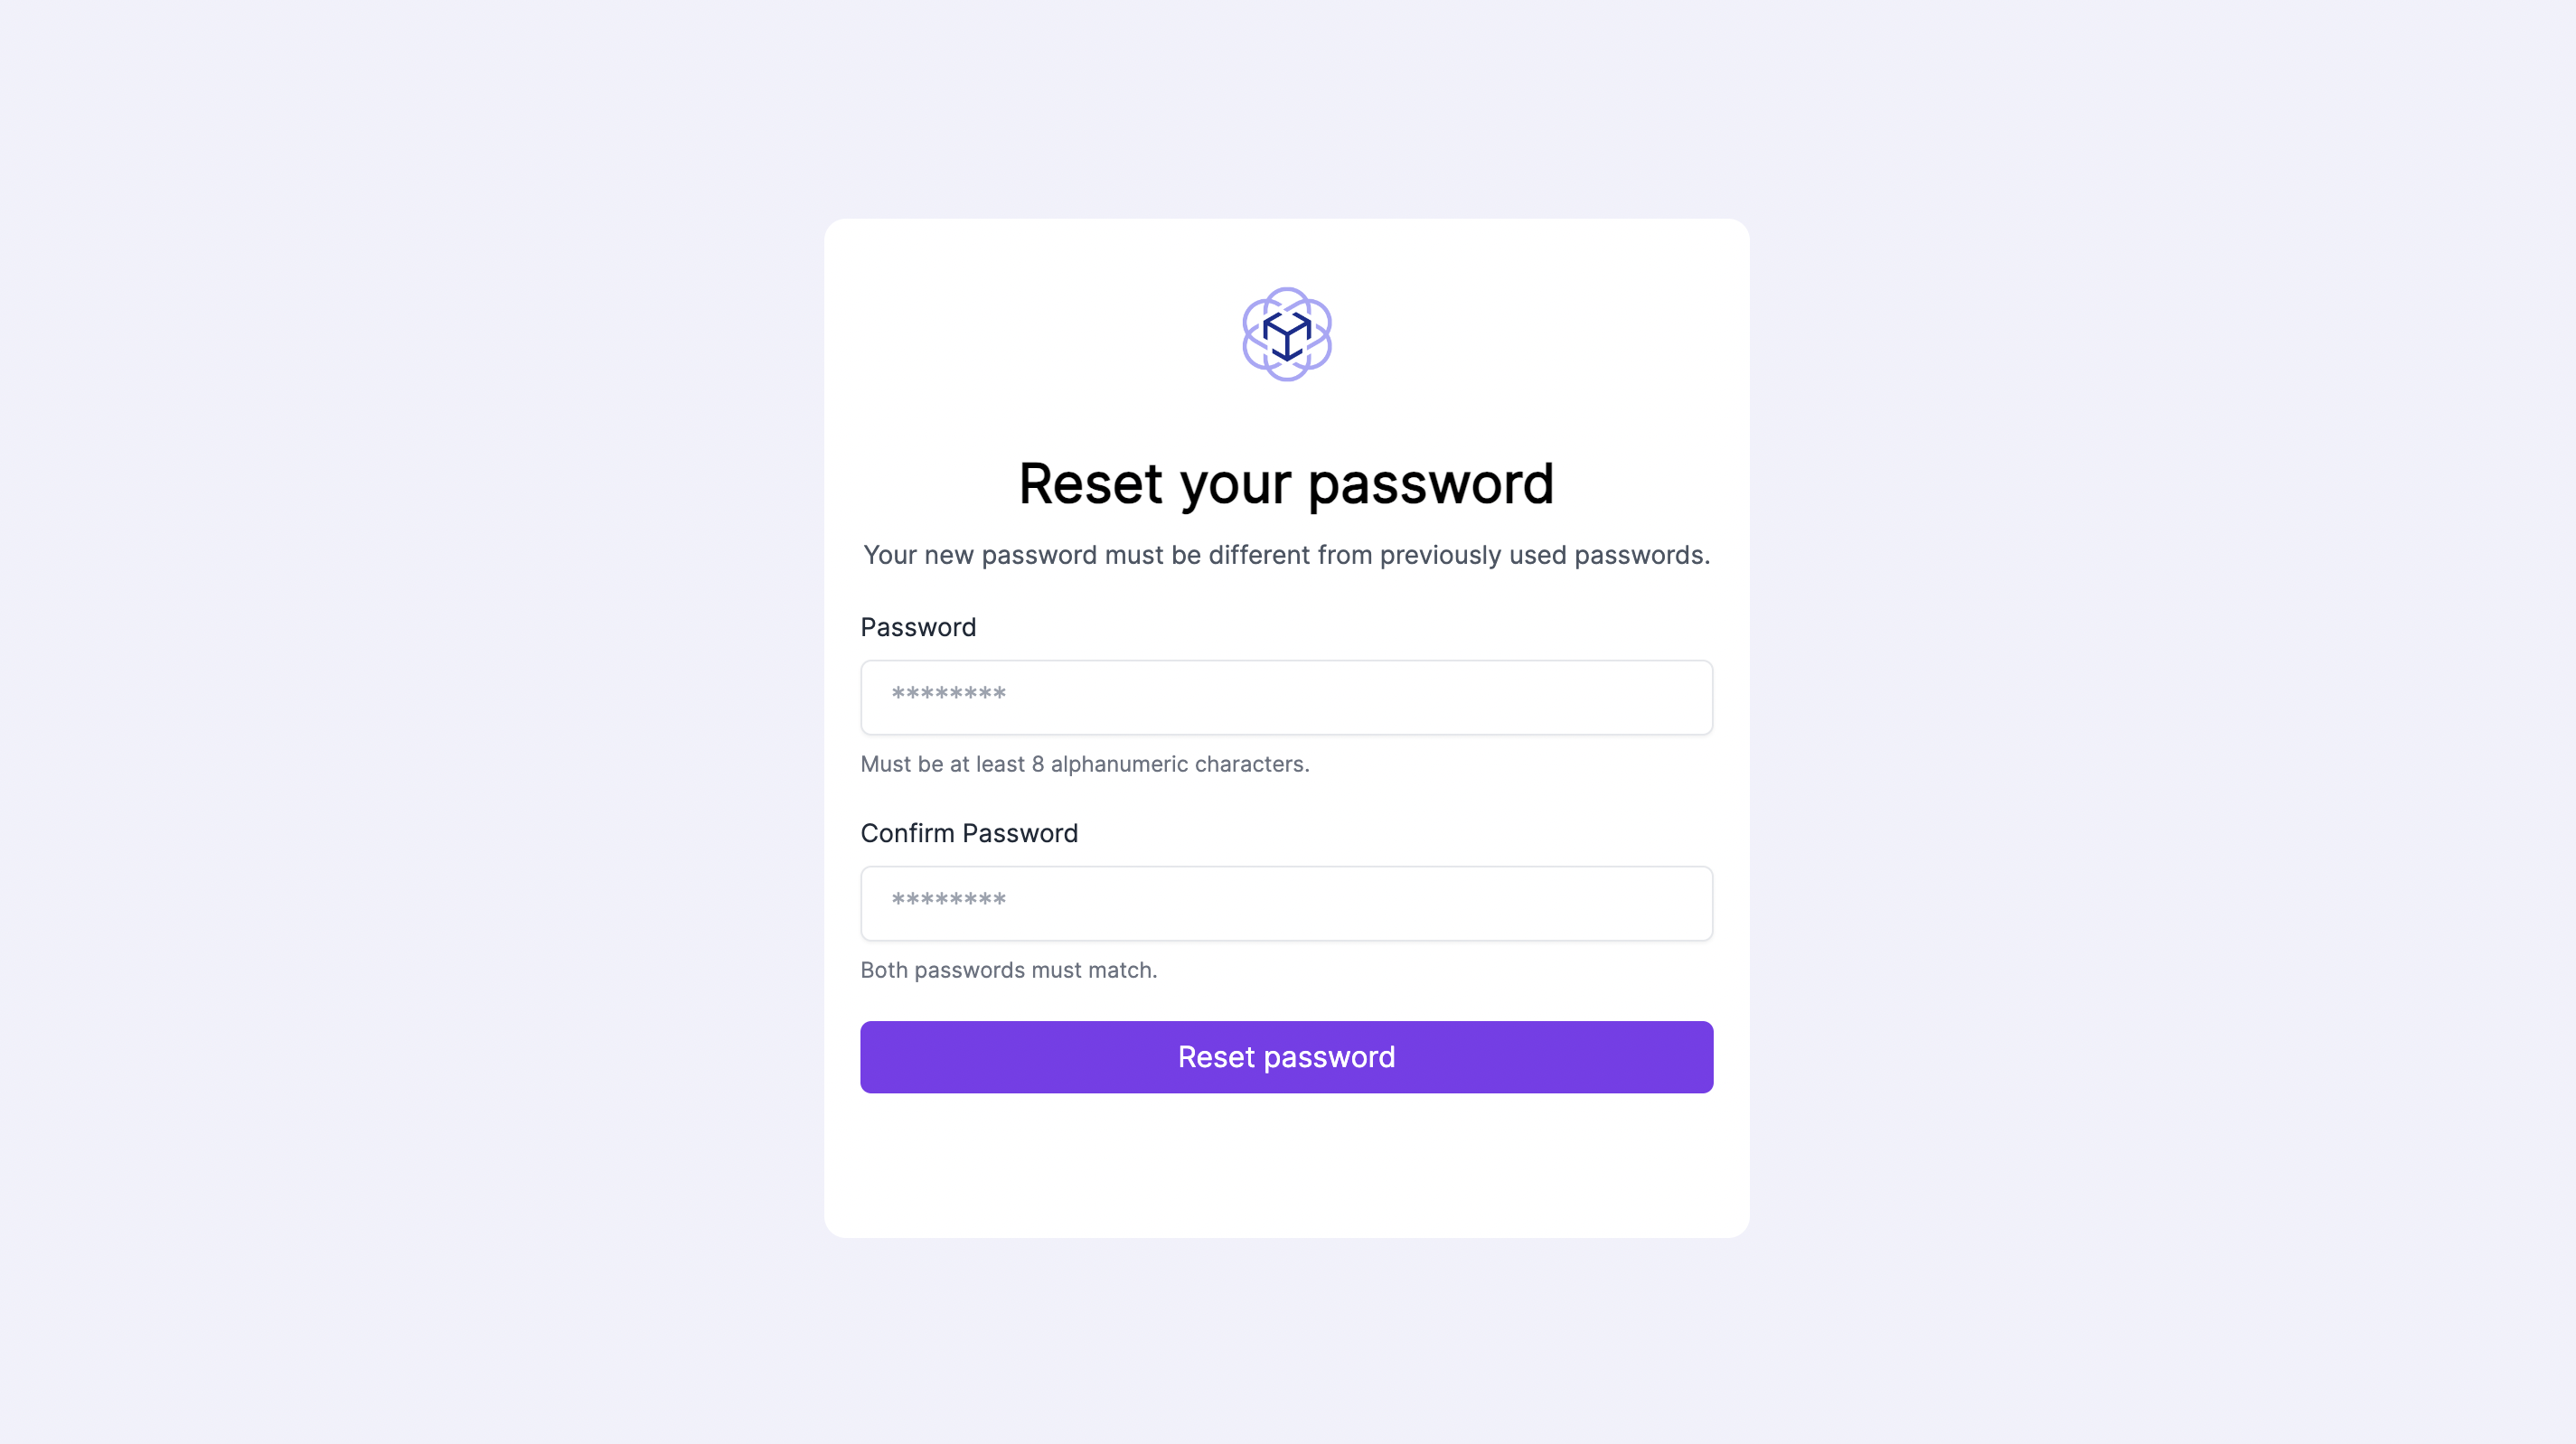 Reset your password
Your new password must be different from previously used passwords.
Password
********
Must be at least 8 alphanumeric characters.
Confirm Password
********
Both passwords must match.
Reset password